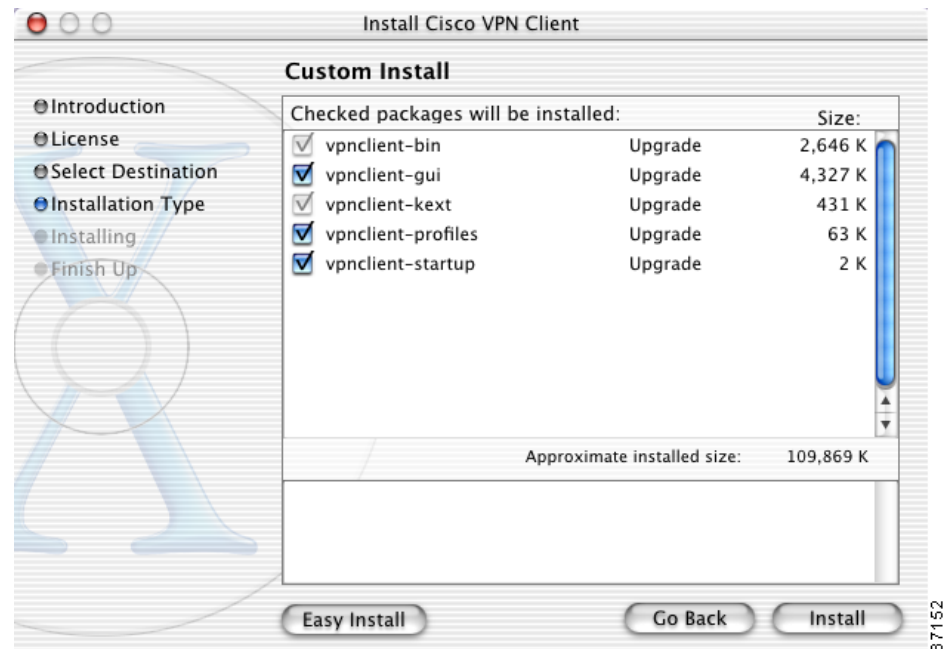 Install Cisco VPN Client
Custom Install
Introduction
License
Select Destination
Installation Type
Installing
Finish Up
Checked packages will be installed: Size:
vpnclient-bin Upgrade 2,646 K
vpnclient-gui Upgrade 4,327 K
vpnclient-kext Upgrade 431 K
vpnclient-profiles Upgrade 63 K
vpnclient-startup Upgrade 2 K
Approximate installed size: 109,869 K
Easy Install Go Back Install
87152